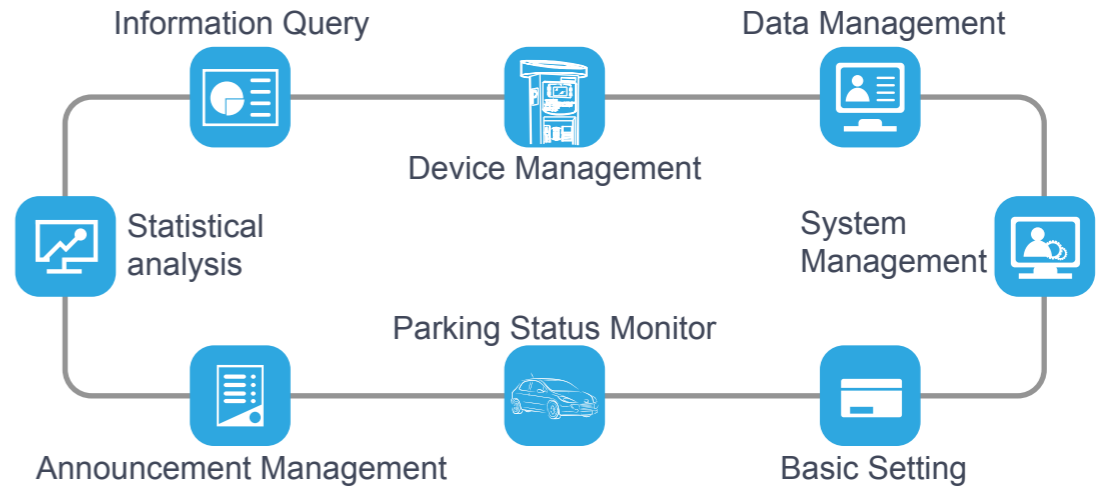 Information Query
Data Management
Device Management
Statistical
analysis
System
Management
Parking Status Monitor
Announcement Management
Basic Setting